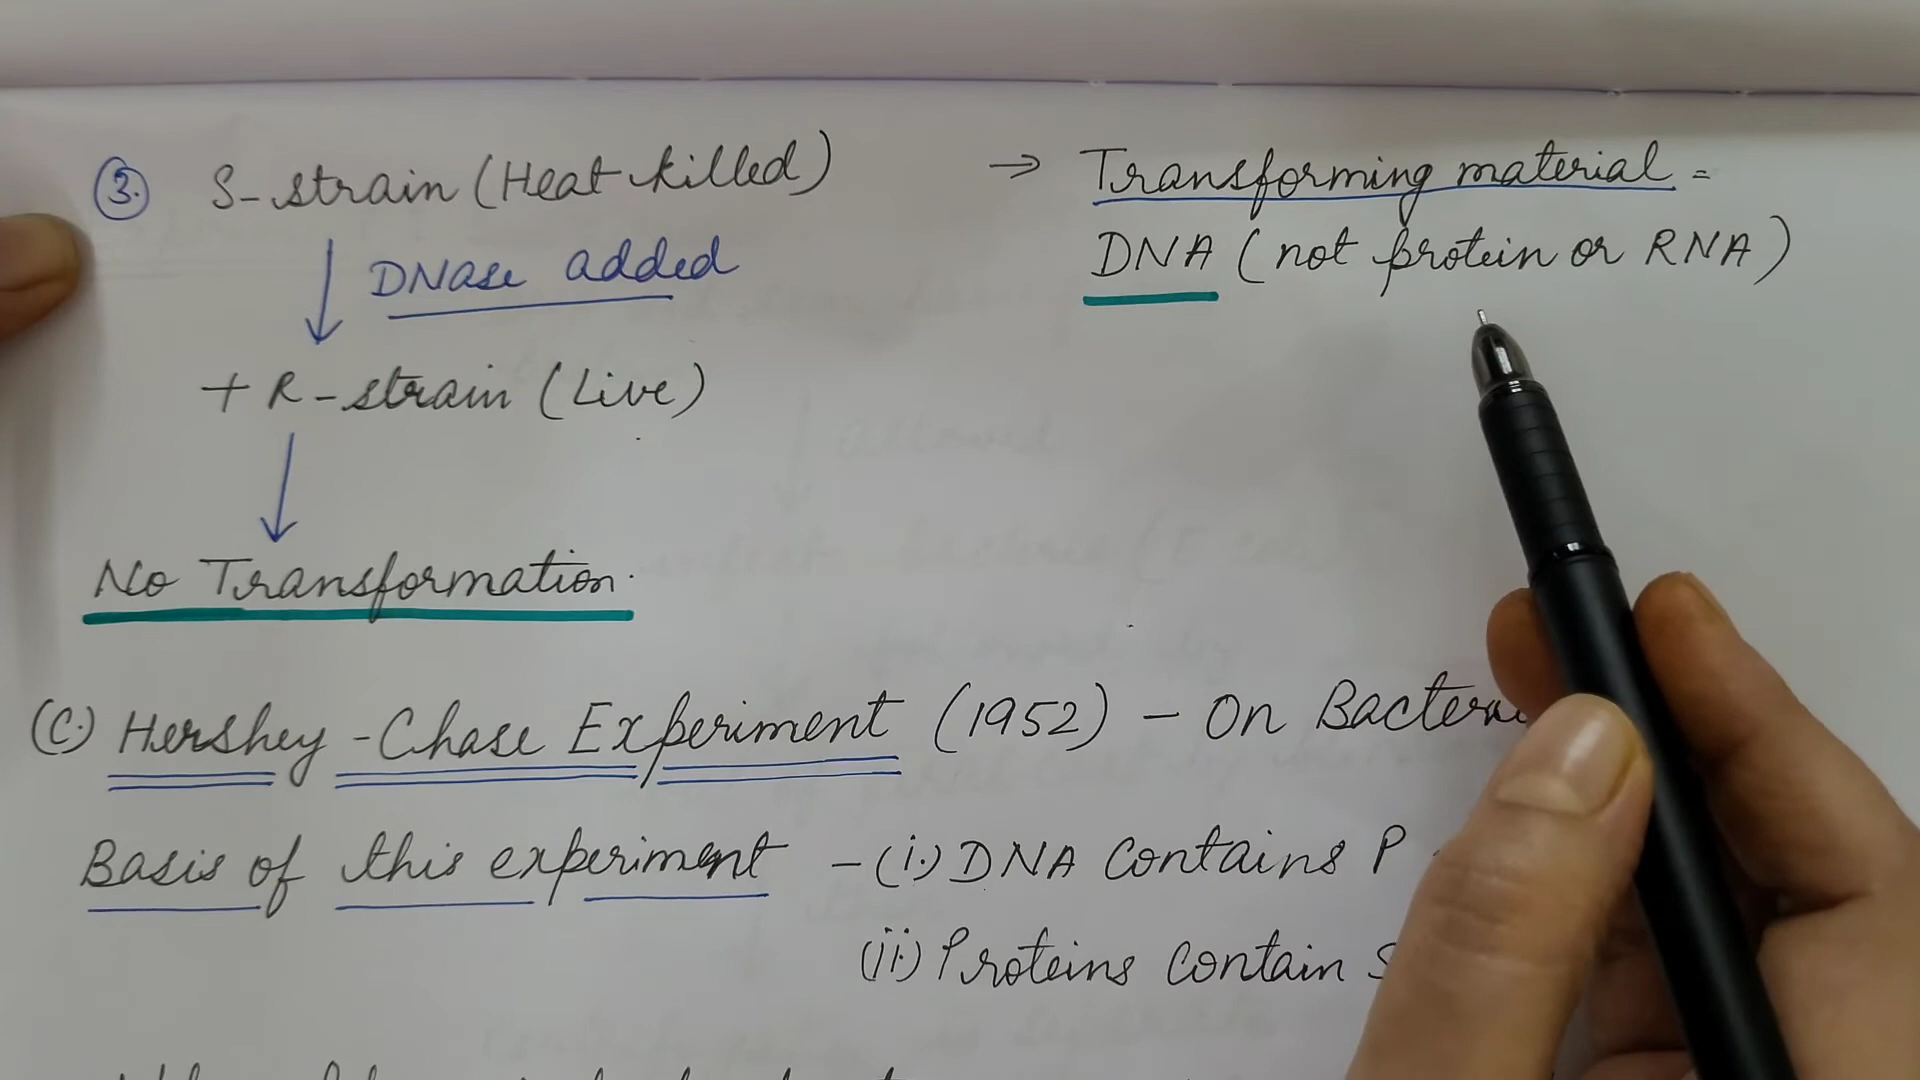 3. S-strain (Heat killed)
DNase added
+ R-strain (Live)
No Transformation.
→ Transforming material =
DNA (not protein or RNA)
(C.) Hershey-Chase Experiment (1952) - On
Basis of this experiment - (i.) DNA Contains P
(ii.) Proteins Contain S